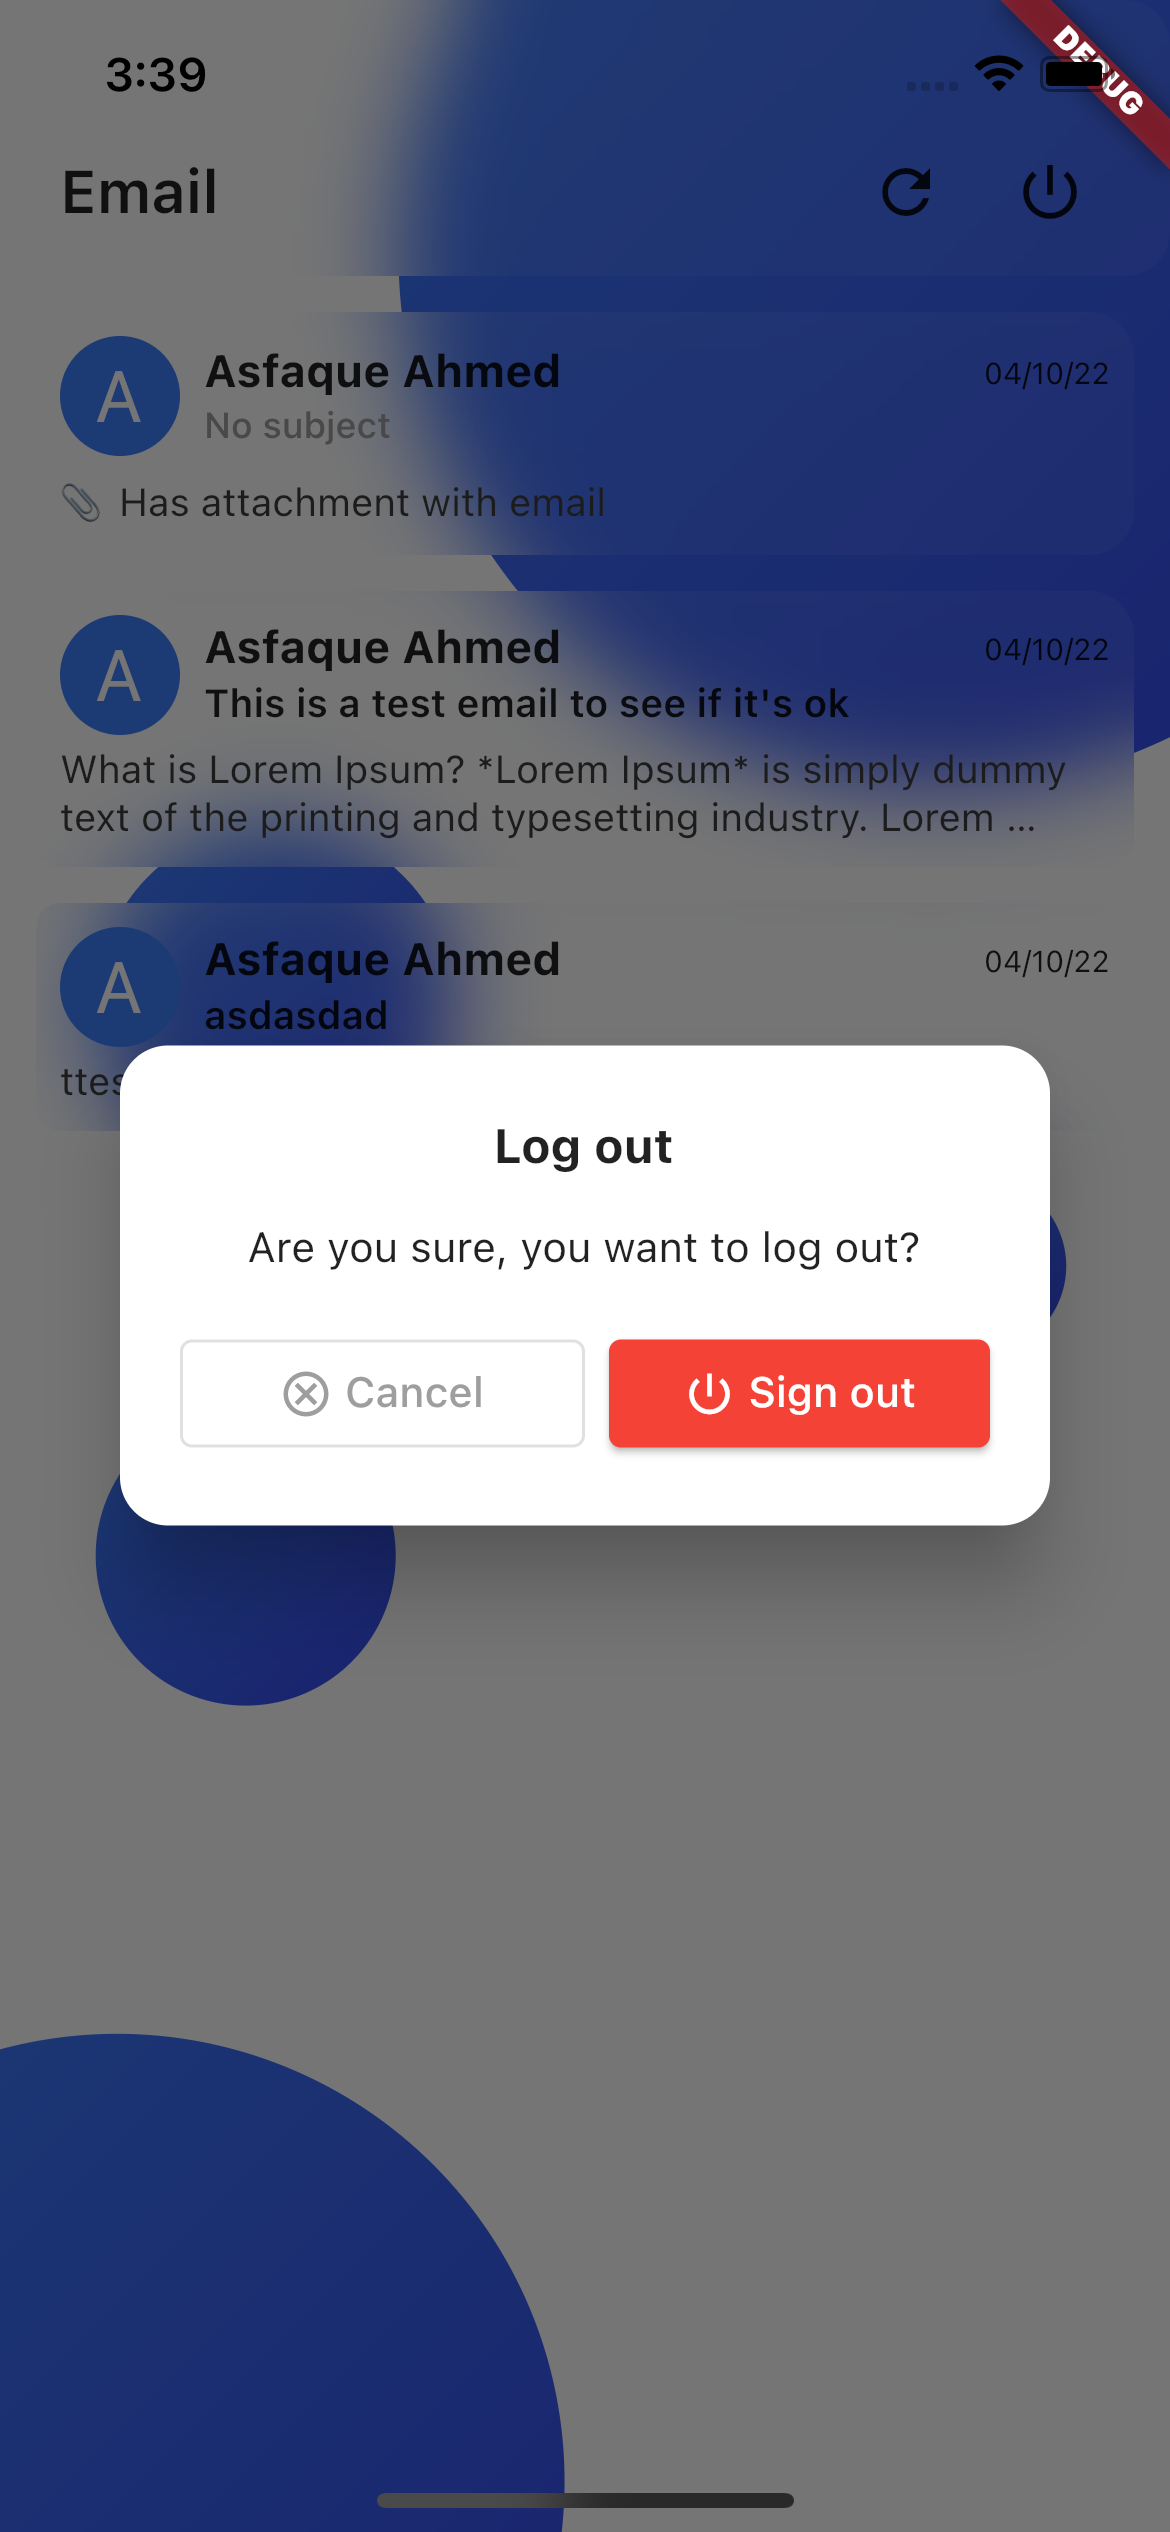 3:39
DEBUG
Email
A
Asfaque Ahmed
04/10/22
No subject
Has attachment with email
A
Asfaque Ahmed
04/10/22
This is a test email to see if it's ok
What is Lorem Ipsum? *Lorem Ipsum* is simply dummy
text of the printing and typesetting industry. Lorem ...
A
Asfaque Ahmed
04/10/22
asdasdad
Log out
Are you sure, you want to log out?
Cancel
Sign out